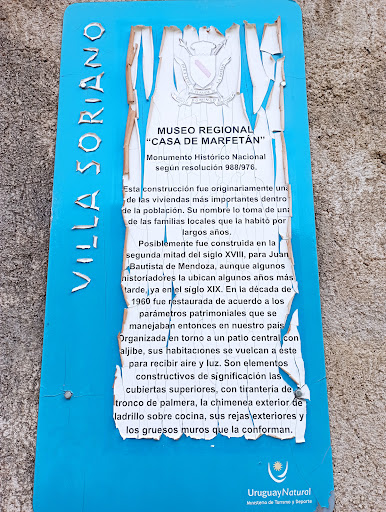 VILLA SORIANO
MUSEO REGIONAL
"CASA DE MARFETÁN"
Monumento Histórico Nacional
según resolución 988/976.
Esta construcción fue originariamente una
de las viviendas más importantes dentro
de la población. Su nombre lo toma de una
de las familias locales que la habitó por
largos años.
Posiblemente fue construida en la
segunda mitad del siglo XVIII, para Juan
Bautista de Mendoza, aunque algunos
historiadores la ubican algunos años más
tarde, ya en el siglo XIX. En la década de
1960 fue restaurada de acuerdo a los
parámetros patrimoniales que se
manejaban entonces en nuestro país.
Organizada en torno a un patio central con
aljibe, sus habitaciones se vuelcan a este
para recibir aire y luz. Son elementos
constructivos de significación las
cubiertas superiores, con tirantería de
tronco de palmera, la chimenea exterior de
ladrillo sobre cocina, sus rejas exteriores y
los gruesos muros que la conforman.
UruguayNatural
Ministerio de Turismo y Deporte